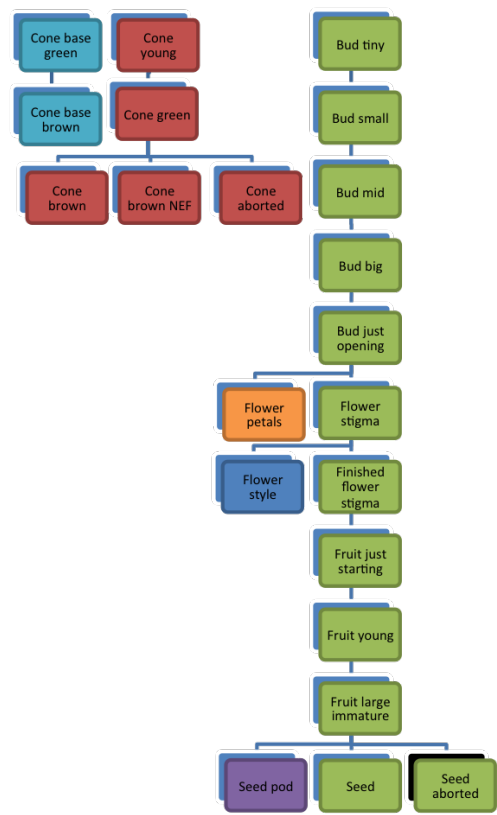 Cone base
green
Cone
young
Cone base
brown
Cone green
Cone
brown
Cone
brown NEF
Cone
aborted
Bud tiny
Bud small
Bud mid
Bud big
Bud just
opening
Flower
petals
Flower
stigma
Flower
style
Finished
flower
stigma
Fruit just
starting
Fruit young
Fruit large
immature
Seed pod
Seed
Seed
aborted